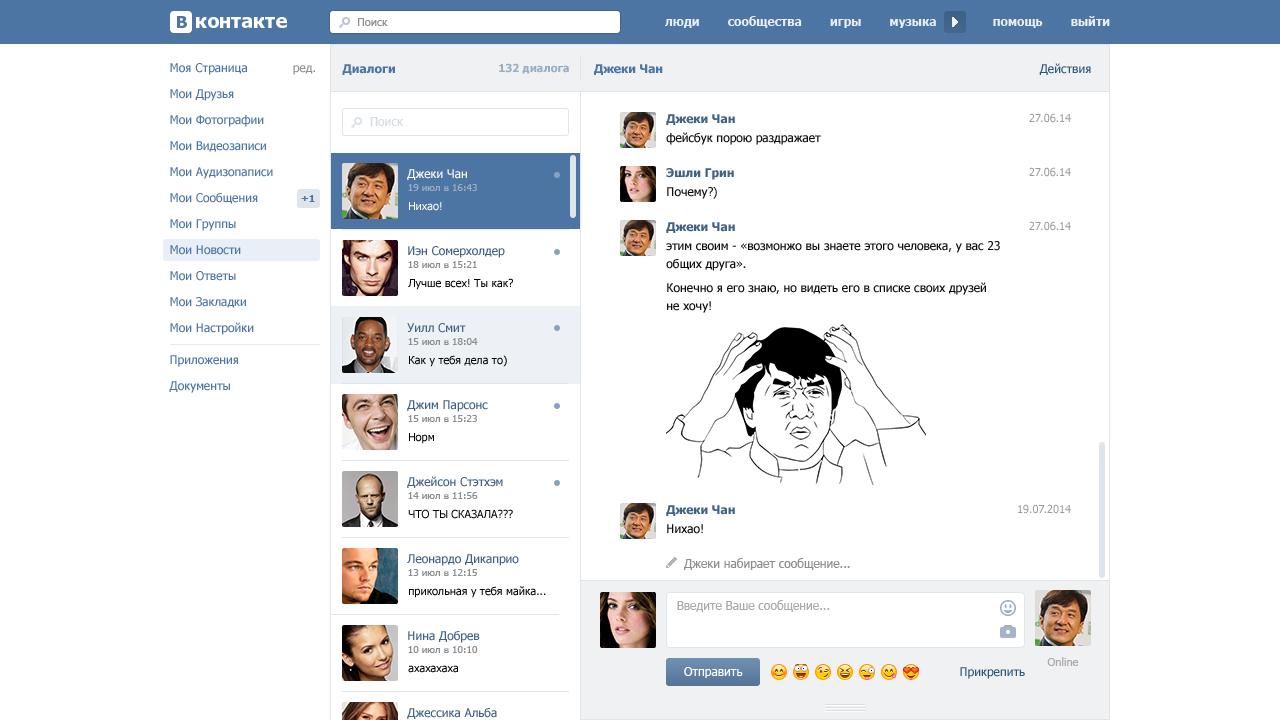 В контакте
Поиск
люди
сообщества
игры
музыка
помощь
выйти
Моя Страница
ред.
Мои Друзья
Мои Фотографии
Мои Видеозаписи
Мои Аудизописи
Мои Сообщения
+1
Мои Группы
Мои Новости
Мои Ответы
Мои Закладки
Мои Настройки
Приложения
Документы
Диалоги
132 диалога
Поиск
Джеки Чан
19 июл в 16:43
Нихао!
Иэн Сомерхолдер
18 июл в 15:21
Лучше всех! Ты как?
Уилл Смит
15 июл в 18:04
Как у тебя дела то)
Джим Парсонс
15 июл в 15:23
Норм
Джейсон Стэтхэм
14 июл в 11:56
ЧТО ТЫ СКАЗАЛА???
Леонардо Дикаприо
13 июл в 12:15
прикольная у тебя майка...
Нина Добрев
10 июл в 10:10
ахахахаха
Джессика Альба
Джеки Чан
Действия
Джеки Чан
27.06.14
фейсбук порою раздражает
Эшли Грин
27.06.14
Почему?)
Джеки Чан
27.06.14
этим своим - «возмонжо вы знаете этого человека, у вас 23
общих друга».
Конечно я его знаю, но видеть его в списке своих друзей
не хочу!
Джеки Чан
19.07.2014
Нихао!
Джеки набирает сообщение...
Введите Ваше сообщение...
Online
Отправить
Прикрепить